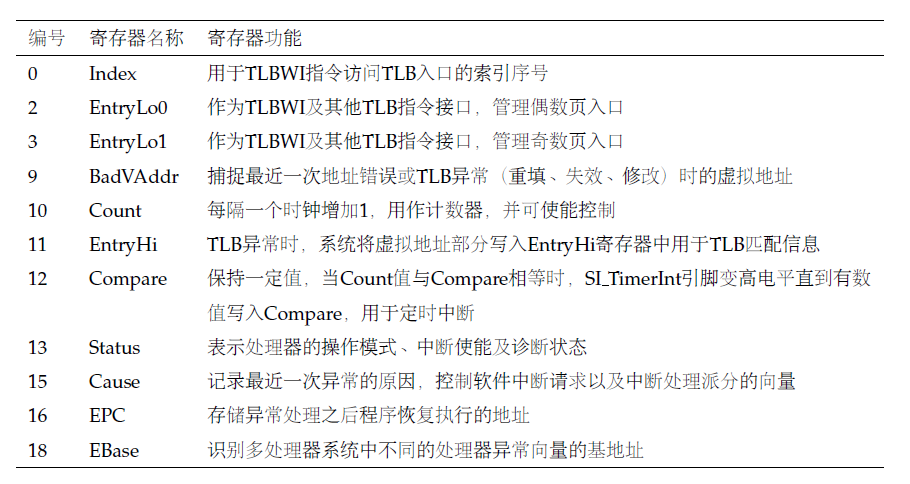 编号 寄存器名称 寄存器功能
0 Index 用于TLBWI指令访问TLB入口的索引序号
2 EntryLo0 作为TLBWI及其他TLB指令接口，管理偶数页入口
3 EntryLo1 作为TLBWI及其他TLB指令接口，管理奇数页入口
9 BadVAddr 捕捉最近一次地址错误或TLB异常（重填、失效、修改）时的虚拟地址
10 Count 每隔一个时钟增加1，用作计数器，并可使能控制
11 EntryHi TLB异常时，系统将虚拟地址部分写入EntryHi寄存器中用于TLB匹配信息
12 Compare 保持一定值，当Count值与Compare相等时，SI_TimerInt引脚变高电平直到有数
值写入Compare，用于定时中断
13 Status 表示处理器的操作模式、中断使能及诊断状态
15 Cause 记录最近一次异常的原因，控制软件中断请求以及中断处理派分的向量
16 EPC 存储异常处理之后程序恢复执行的地址
18 EBase 识别多处理器系统中不同的处理器异常向量的基地址